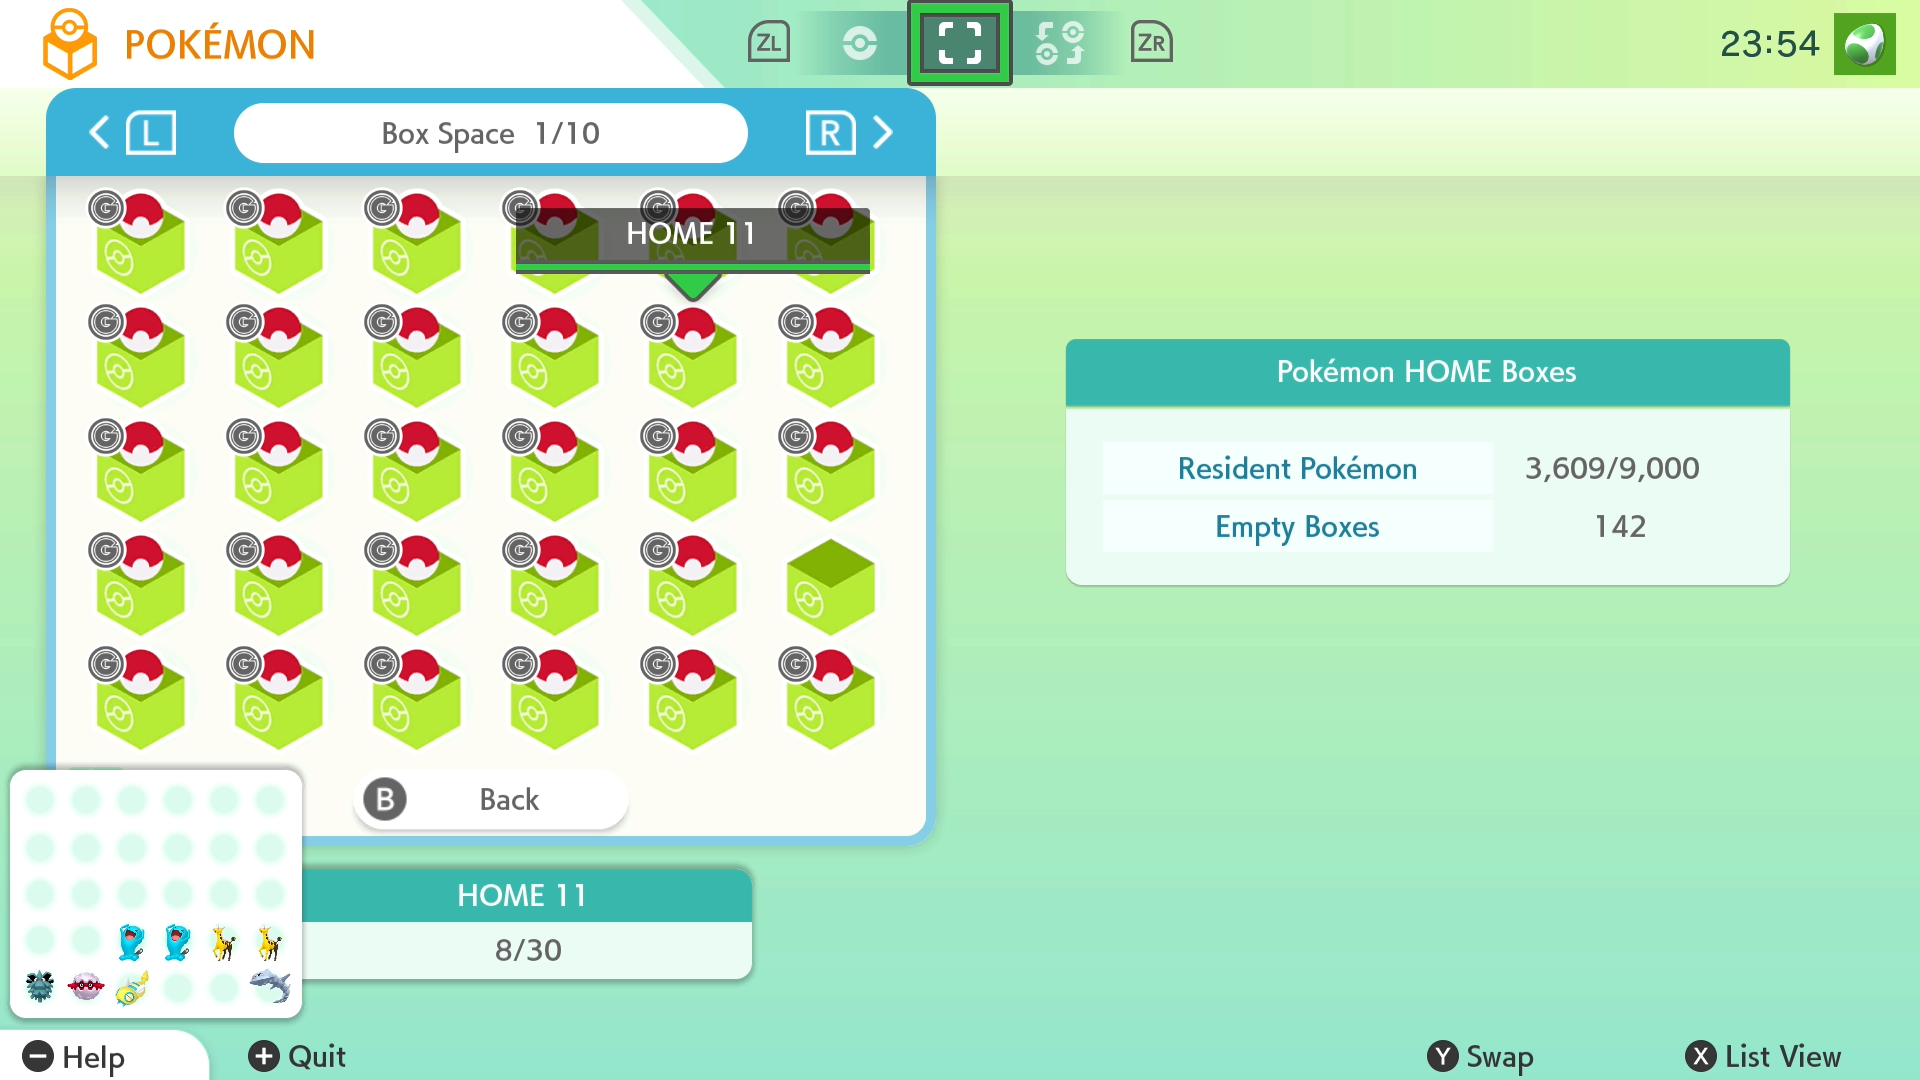 POKÉMON
ZL
ZR
23:54
L
Box Space 1/10
R
HOME 11
Pokémon HOME Boxes
Resident Pokémon 3,609/9,000
Empty Boxes 142
B Back
HOME 11
8/30
Help
Quit
Y Swap
X List View